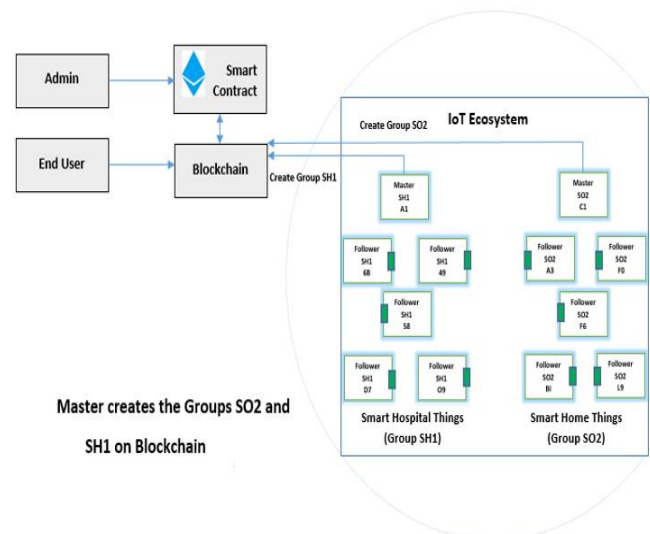 Admin
Smart
Contract
End User
Blockchain
Create Group SO2
IoT Ecosystem
Create Group SH1
Master
SH1
A1
Master
SO2
C1
Follower
SH1
6B
Follower
SH1
49
Follower
SO2
A3
Follower
SO2
F0
Follower
SH1
58
Follower
SO2
F6
Follower
SH1
D7
Follower
SH1
O9
Follower
SO2
BI
Follower
SO2
L9
Smart Hospital Things
(Group SH1)
Smart Home Things
(Group SO2)
Master creates the Groups SO2 and
SH1 on Blockchain